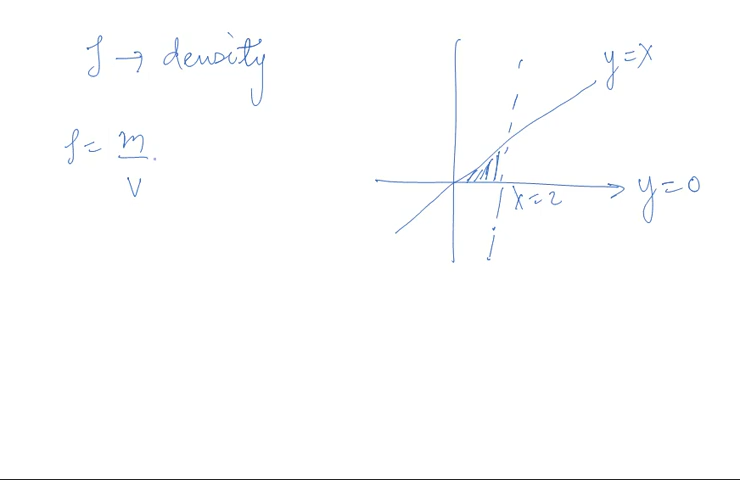 ρ → density
ρ = m/v.
y=x
x=2
y=0